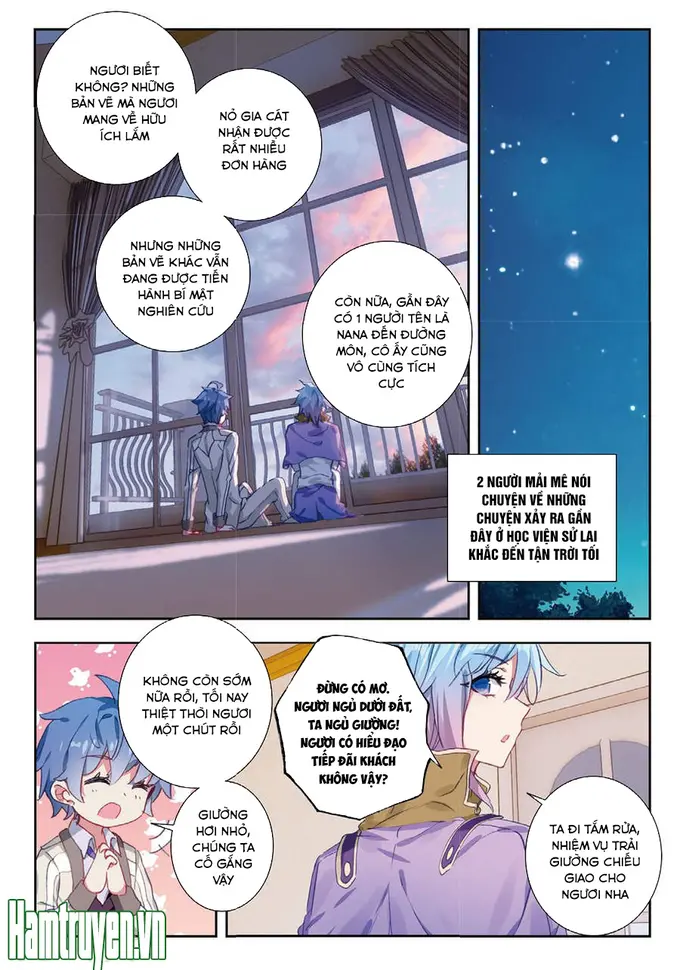 NGƯƠI BIẾT
KHÔNG? NHỮNG
BẢN VẼ MÀ NGƯƠI
MANG VỀ HỮU
ÍCH LẮM
NỎ GIA CÁT
NHẬN ĐƯỢC
RẤT NHIỀU
ĐƠN HÀNG
NHƯNG NHỮNG
BẢN VẼ KHÁC VẪN
ĐANG ĐƯỢC TIẾN
HÀNH BÍ MẬT
NGHIÊN CỨU
CÒN NỮA, GẦN ĐÂY
CÓ 1 NGƯỜI TÊN LÀ
NANA ĐẾN ĐƯỜNG
MÔN, CÔ ẤY CŨNG
VÔ CÙNG TÍCH
CỰC
2 NGƯỜI MẢI MÊ NÓI
CHUYỆN VỀ NHỮNG
CHUYỆN XẢY RA GẦN
ĐÂY Ở HỌC VIỆN SỬ LAI
KHẮC ĐẾN TẬN TRỜI TỐI
KHÔNG CÒN SỚM
NỮA RỒI, TỐI NAY
THIỆT THÒI NGƯƠI
MỘT CHÚT RỒI
GIƯỜNG
HƠI NHỎ,
CHÚNG TA
CỐ GẮNG
VẬY
ĐỪNG CÓ MƠ.
NGƯƠI NGỦ DƯỚI ĐẤT,
TA NGỦ GIƯỜNG!
NGƯỢI CÓ HIỂU ĐẠO
TIẾP ĐÃI KHÁCH
KHÔNG VẬY?
TA ĐI TẮM RỬA,
NHIỆM VỤ TRẢI
GIƯỜNG CHIẾU
GIAO CHO
NGƯƠI NHA
Hamtruyen.vn